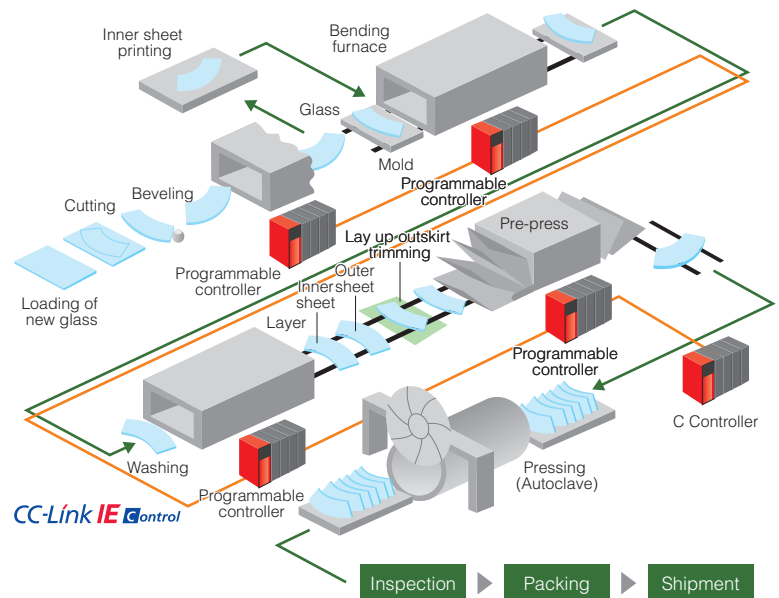 Inner sheet
printing
Bending
furnace
Glass
Mold
Programmable
controller
Beveling
Cutting
Loading of
new glass
Programmable
controller
Pre-press
Lay up outskirt
trimming
Outer
sheet
Inner
sheet
Layer
Programmable
controller
C Controller
Washing
Programmable
controller
Pressing
(Autoclave)
CC-Link IE Control
Inspection
Packing
Shipment